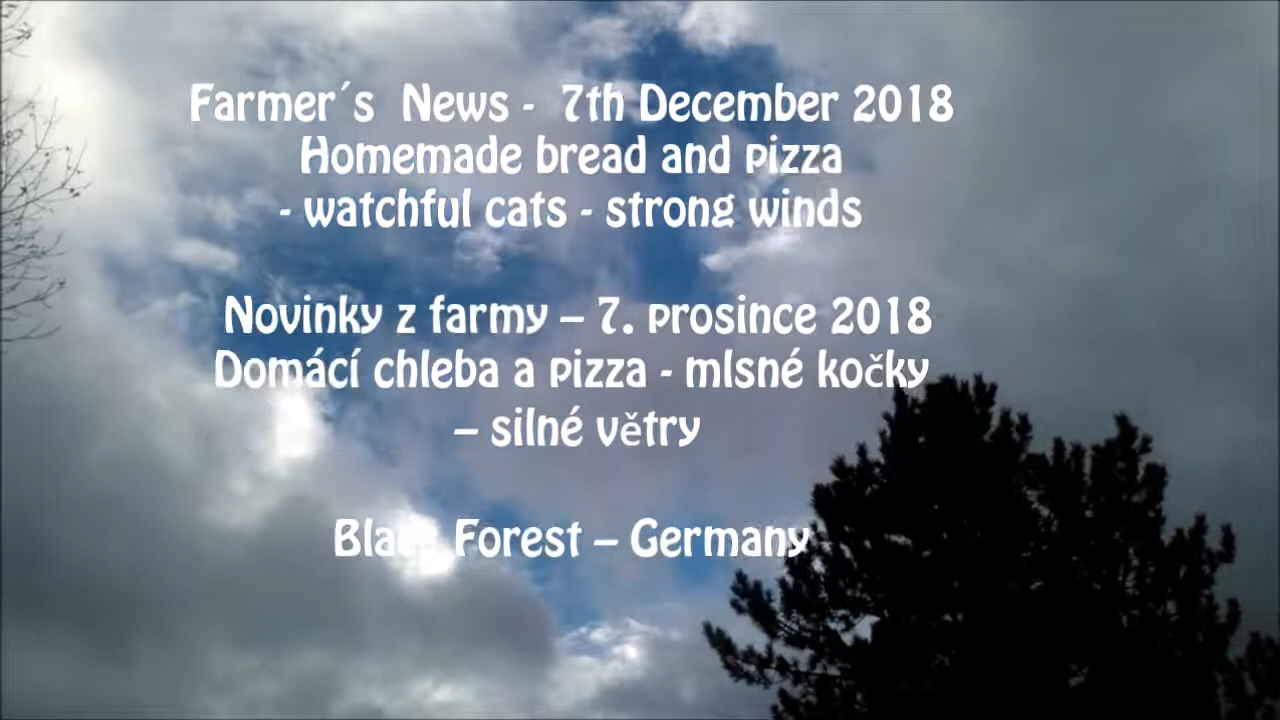 Farmer´s News - 7th December 2018
Homemade bread and pizza
- watchful cats - strong winds
Novinky z farmy – 7. prosince 2018
Domácí chleba a pizza - mlsné kočky
– silné větry
Black Forest – Germany